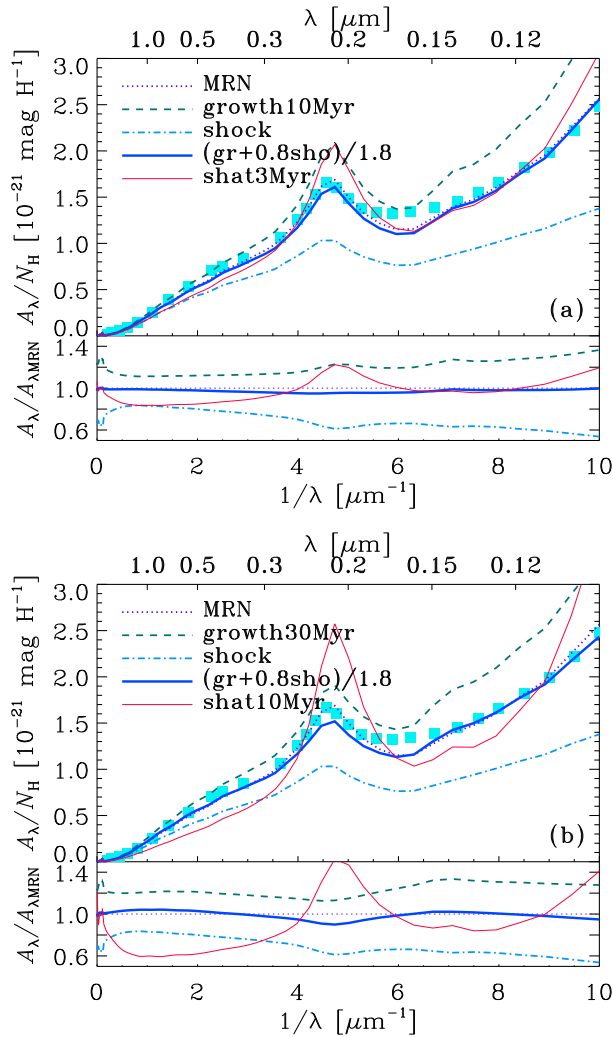 λ [μm]
1.0 0.5 0.3 0.2 0.15 0.12
3.0
2.5
2.0
1.5
1.0
0.5
0.0
A_λ/N_H [10⁻²¹ mag H⁻¹]
MRN
growth10Myr
shock
(gr+0.8sho)/1.8
shat3Myr
(a)
1.4
1.0
0.6
A_λ/A_λMRN
0 2 4 6 8 10
1/λ [μm⁻¹]
λ [μm]
1.0 0.5 0.3 0.2 0.15 0.12
3.0
2.5
2.0
1.5
1.0
0.5
0.0
A_λ/N_H [10⁻²¹ mag H⁻¹]
MRN
growth30Myr
shock
(gr+0.8sho)/1.8
shat10Myr
(b)
1.4
1.0
0.6
A_λ/A_λMRN
0 2 4 6 8 10
1/λ [μm⁻¹]